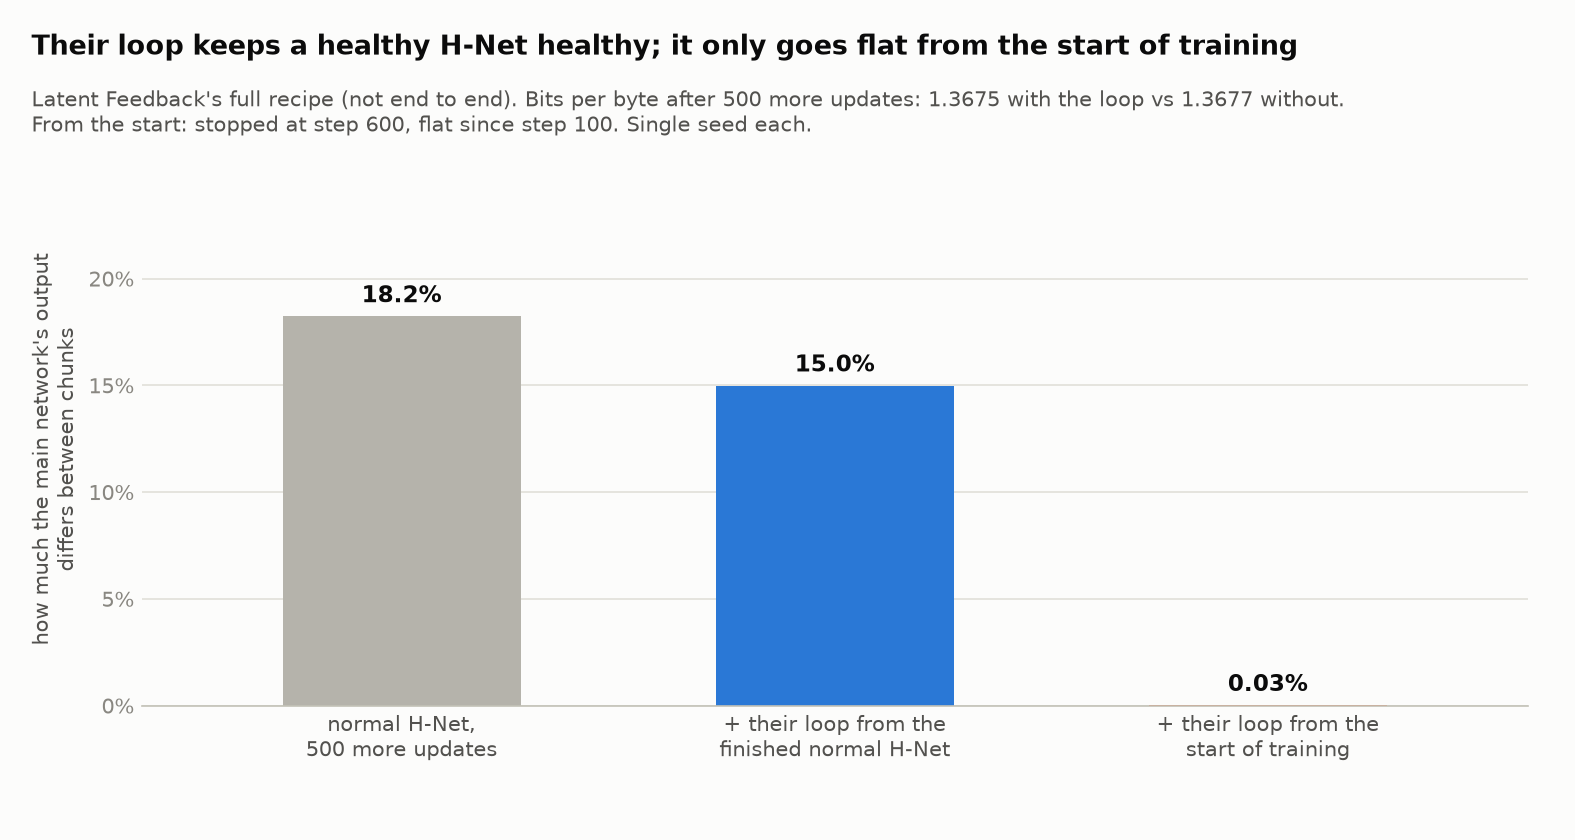 Their loop keeps a healthy H-Net healthy; it only goes flat from the start of training
Latent Feedback's full recipe (not end to end). Bits per byte after 500 more updates: 1.3675 with the loop vs 1.3677 without.
From the start: stopped at step 600, flat since step 100. Single seed each.
how much the main network's output
differs between chunks
20%
15%
10%
5%
0%
18.2%
15.0%
0.03%
normal H-Net,
500 more updates
+ their loop from the
finished normal H-Net
+ their loop from the
start of training